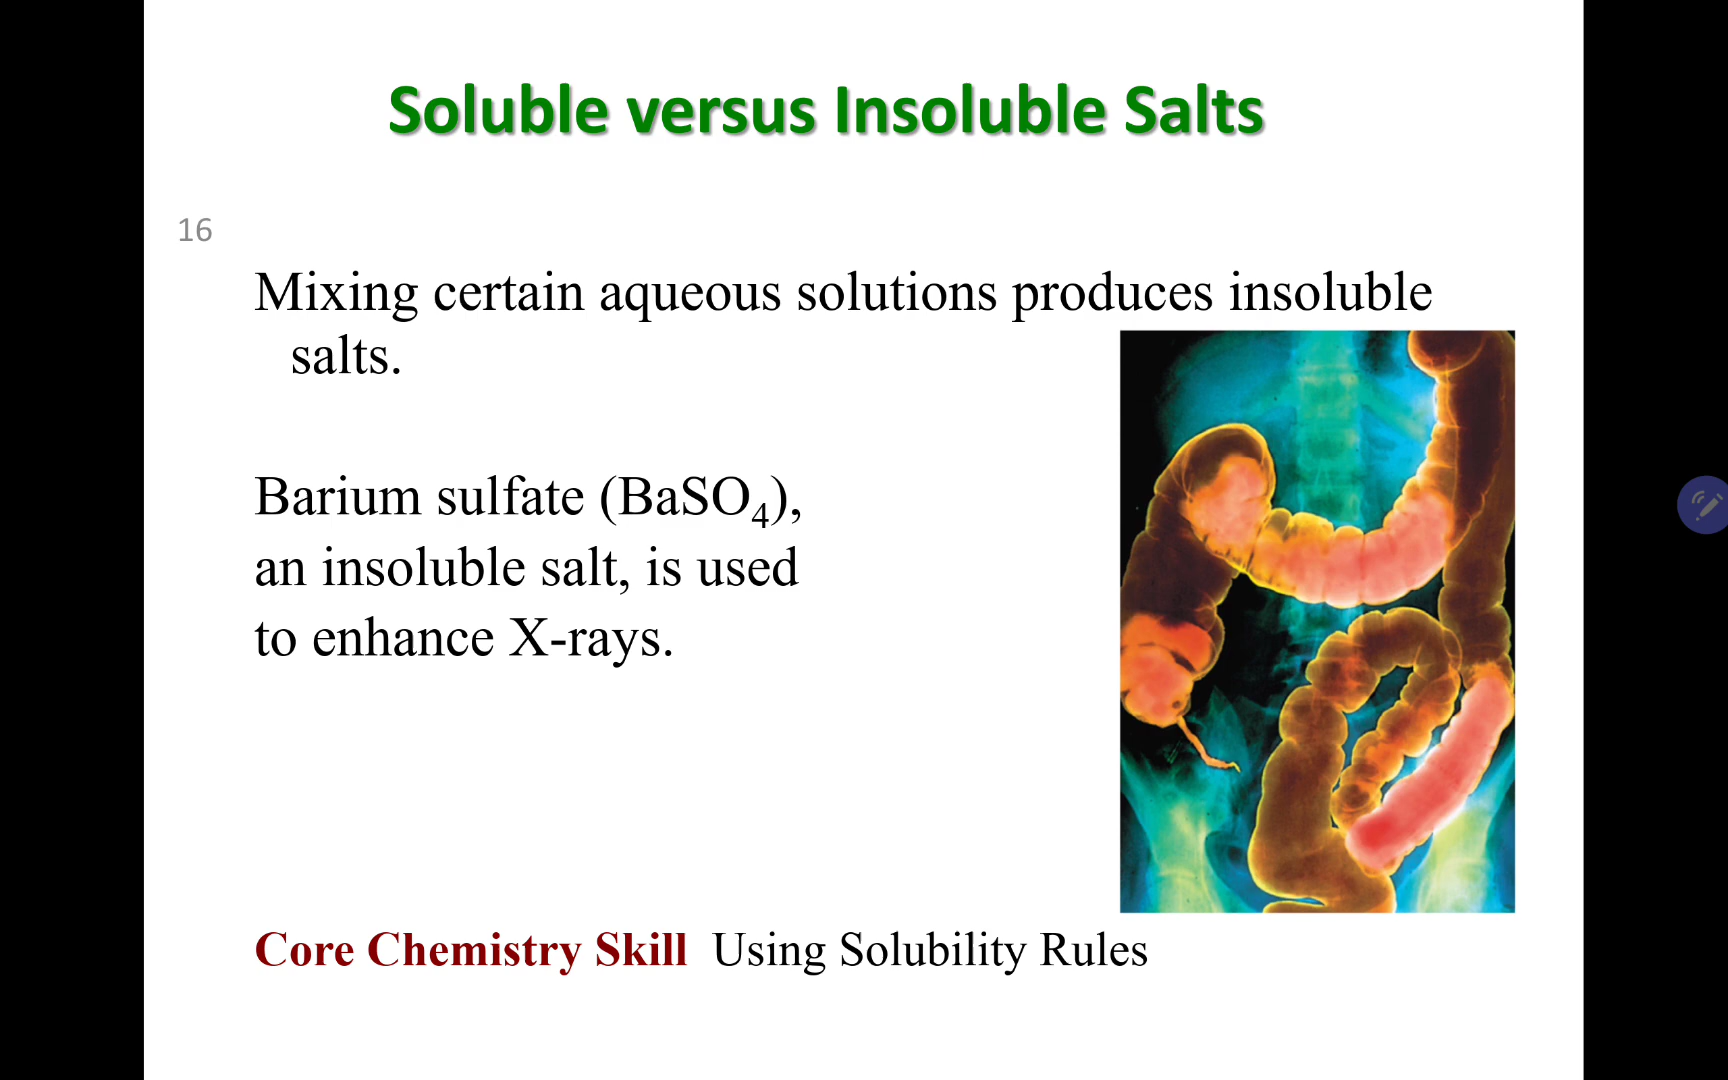 Soluble versus Insoluble Salts
16
Mixing certain aqueous solutions produces insoluble
salts.
Barium sulfate (BaSO₄),
an insoluble salt, is used
to enhance X-rays.
Core Chemistry Skill Using Solubility Rules